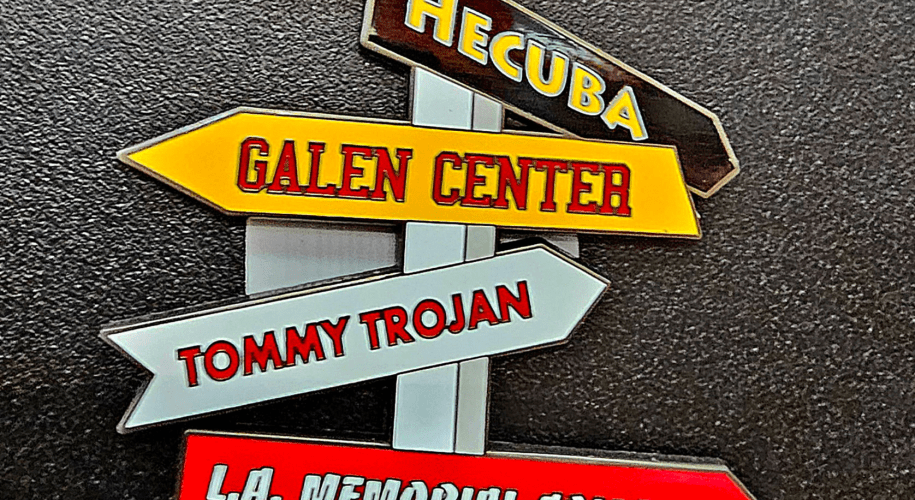 HECUBA
GALEN CENTER
TOMMY TROJAN
L.A. MEMORIAL